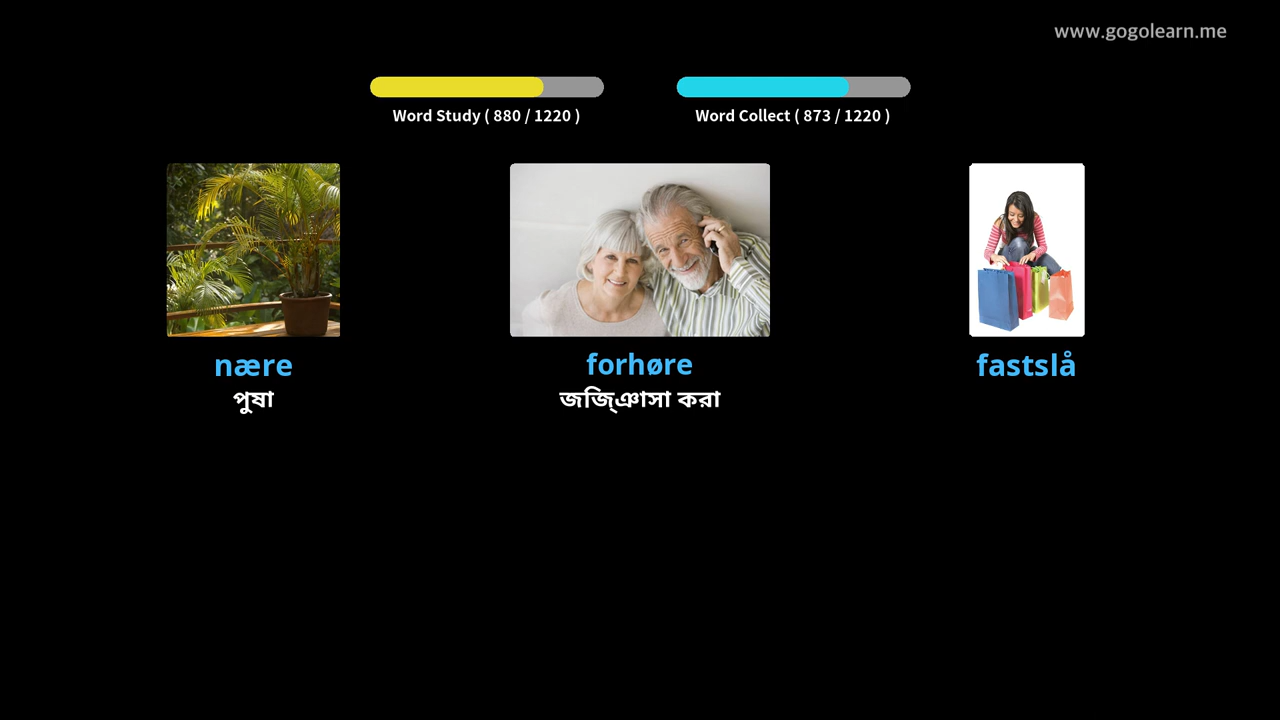 www.gogolearn.me
Word Study ( 880 / 1220 )
Word Collect ( 873 / 1220 )
nære
forhøre
fastslå
পুষা
জজ্ঞিাসা করা